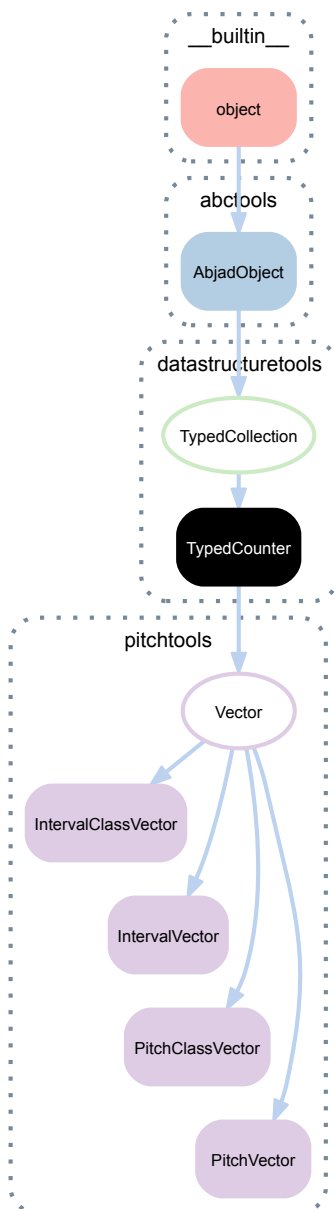 __builtin__
object
abctools
AbjadObject
datastructuretools
TypedCollection
TypedCounter
pitchtools
Vector
IntervalClassVector
IntervalVector
PitchClassVector
PitchVector